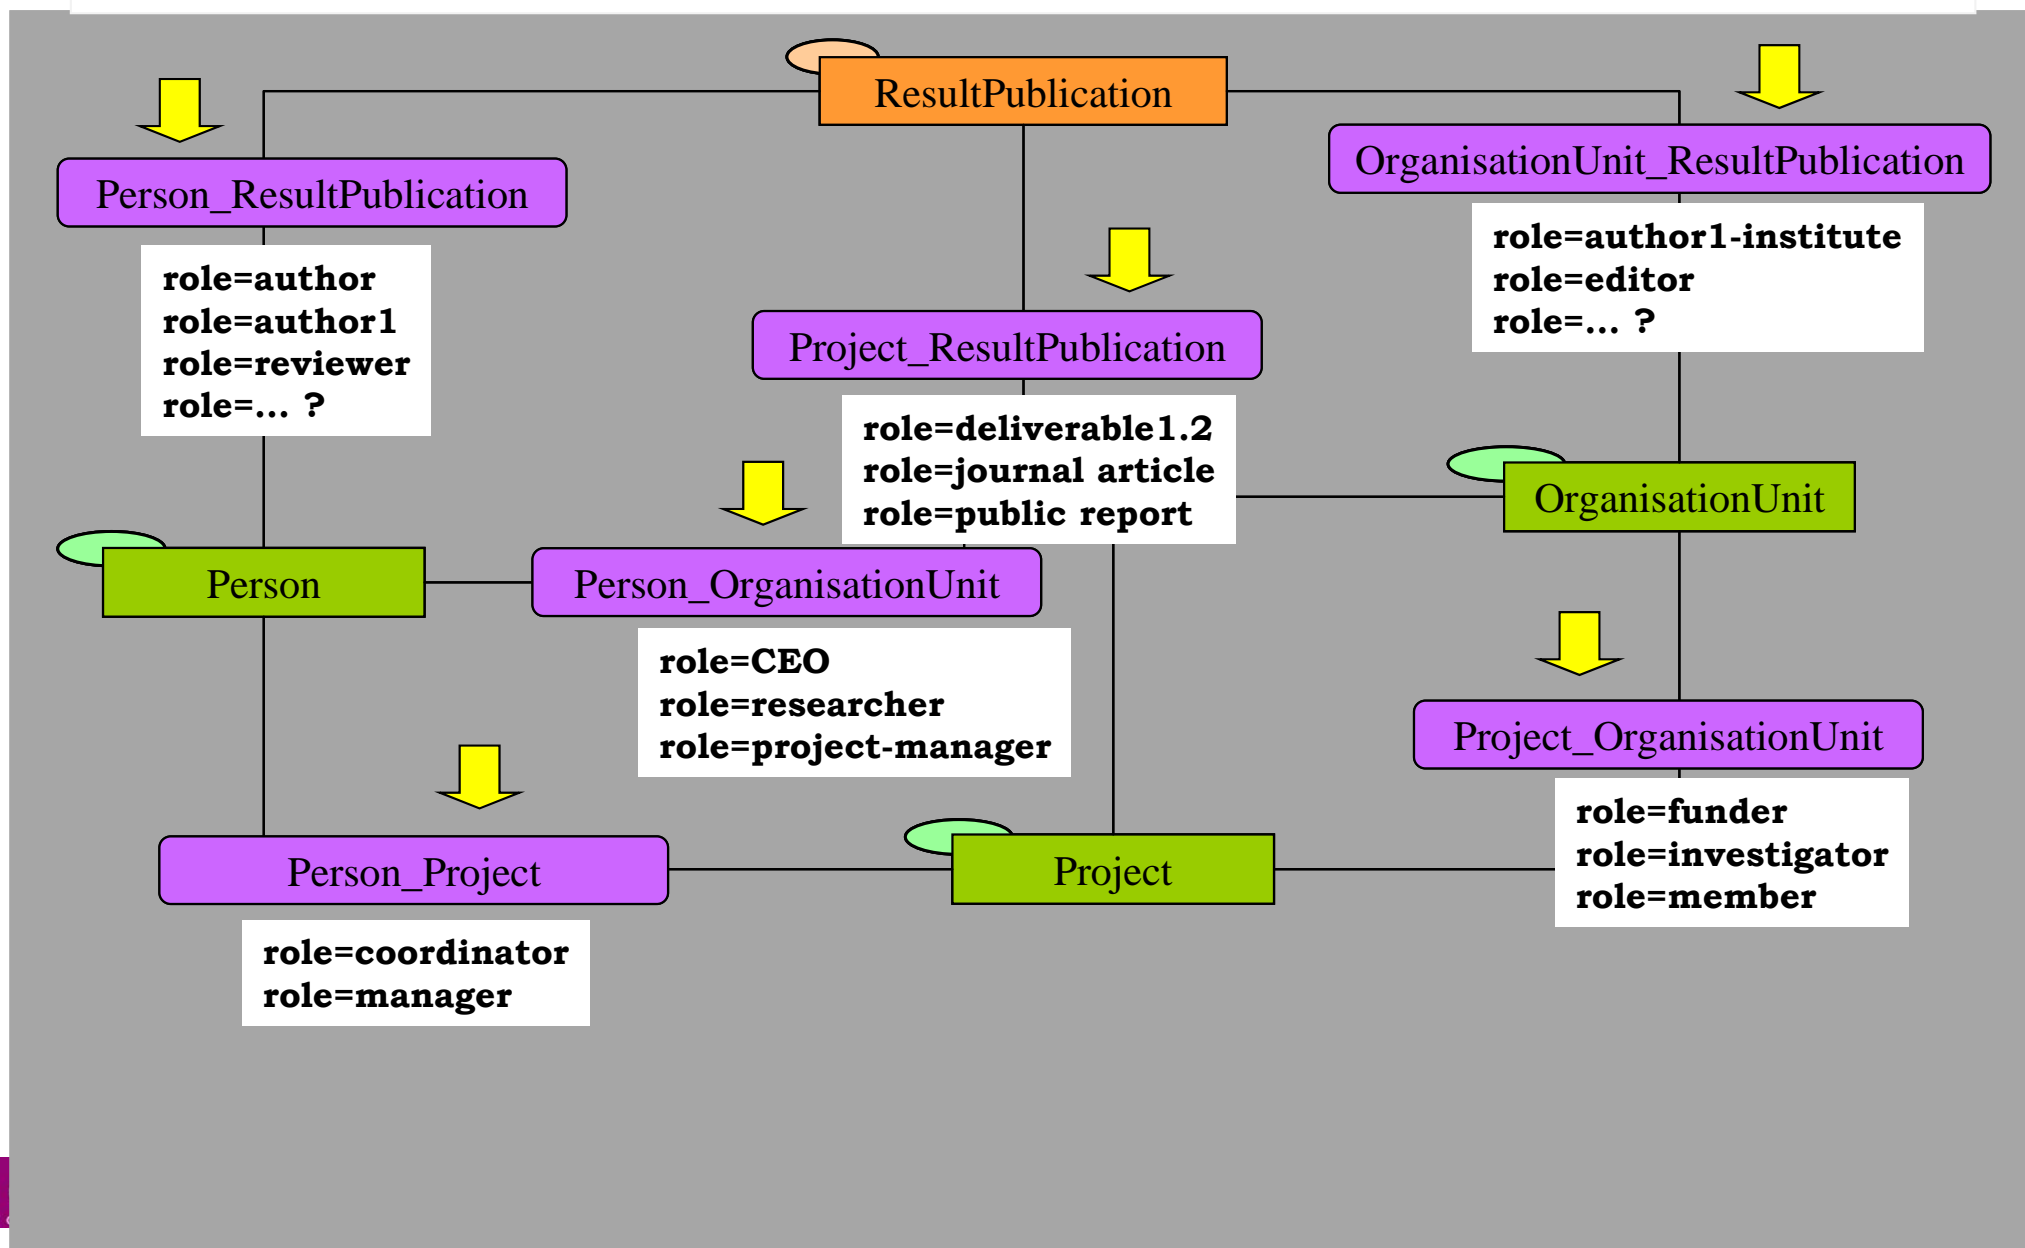 ResultPublication
Person_ResultPublication
OrganisationUnit_ResultPublication
role=author
role=author1
role=reviewer
role=... ?
role=author1-institute
role=editor
role=... ?
Project_ResultPublication
role=deliverable1.2
role=journal article
role=public report
OrganisationUnit
Person
Person_OrganisationUnit
role=CEO
role=researcher
role=project-manager
Project_OrganisationUnit
role=funder
role=investigator
role=member
Person_Project
Project
role=coordinator
role=manager